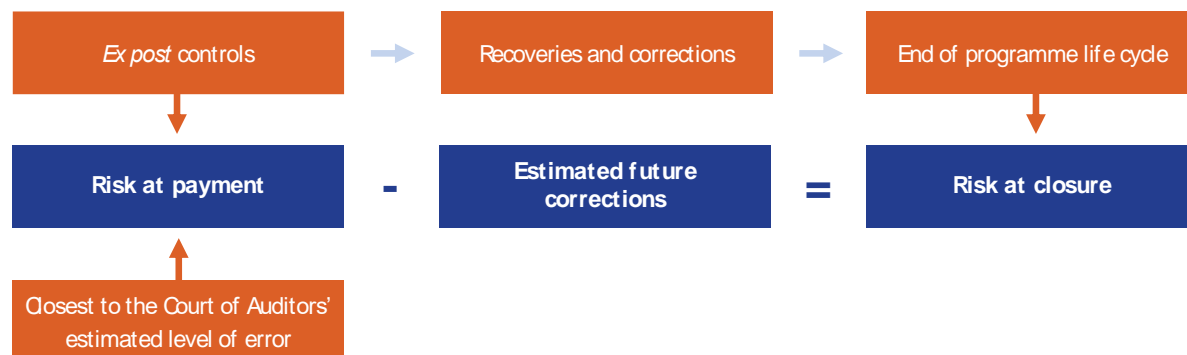 Ex post controls
Recoveries and corrections
End of programme life cycle
Risk at payment
-
Estimated future
corrections
=
Risk at closure
Closest to the Court of Auditors’
estimated level of error